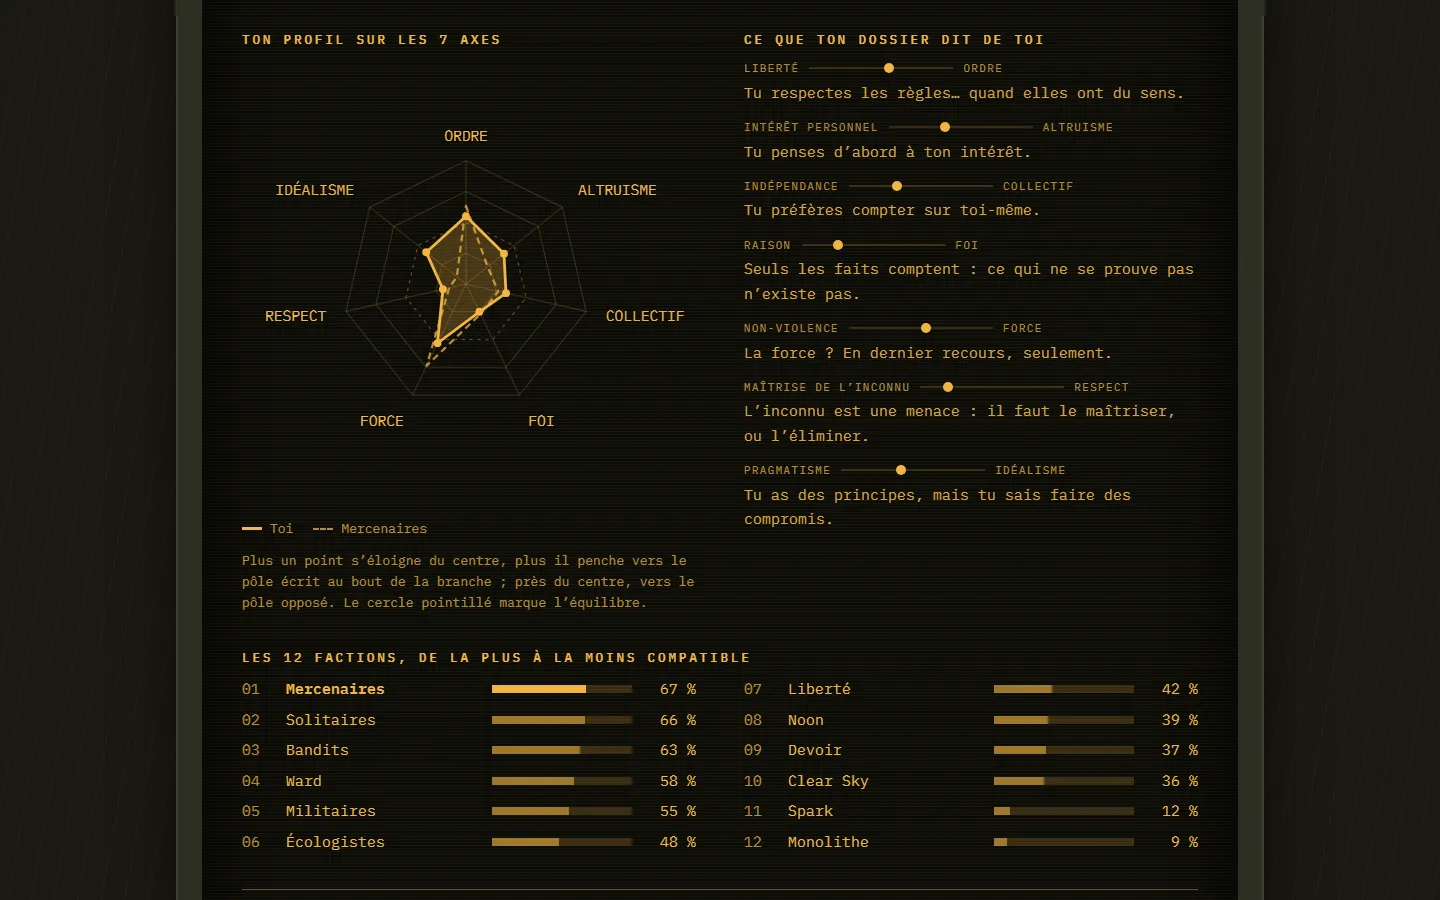 TON PROFIL SUR LES 7 AXES
ORDRE
IDÉALISME
ALTRUISME
RESPECT
COLLECTIF
FORCE
FOI
Toi
Mercenaires
Plus un point s’éloigne du centre, plus il penche vers le
pôle écrit au bout de la branche ; près du centre, vers le
pôle opposé. Le cercle pointillé marque l’équilibre.
CE QUE TON DOSSIER DIT DE TOI
LIBERTÉ ORDRE
Tu respectes les règles… quand elles ont du sens.
INTÉRÊT PERSONNEL ALTRUISME
Tu penses d’abord à ton intérêt.
INDÉPENDANCE COLLECTIF
Tu préfères compter sur toi-même.
RAISON FOI
Seuls les faits comptent : ce qui ne se prouve pas
n’existe pas.
NON-VIOLENCE FORCE
La force ? En dernier recours, seulement.
MAÎTRISE DE L’INCONNU RESPECT
L’inconnu est une menace : il faut le maîtriser,
ou l’éliminer.
PRAGMATISME IDÉALISME
Tu as des principes, mais tu sais faire des
compromis.
LES 12 FACTIONS, DE LA PLUS À LA MOINS COMPATIBLE
01 Mercenaires 67 %
02 Solitaires 66 %
03 Bandits 63 %
04 Ward 58 %
05 Militaires 55 %
06 Écologistes 48 %
07 Liberté 42 %
08 Noon 39 %
09 Devoir 37 %
10 Clear Sky 36 %
11 Spark 12 %
12 Monolithe 9 %